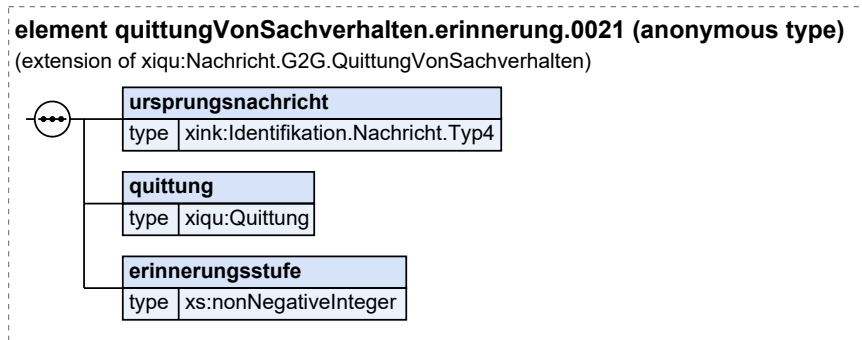 element quittungVonSachverhalten.erinnerung.0021 (anonymous type)
(extension of xiqu:Nachricht.G2G.QuittungVonSachverhalten)
ursprungsnachricht
type xink:Identifikation.Nachricht.Typ4
quittung
type xiqu:Quittung
erinnerungsstufe
type xs:nonNegativeInteger